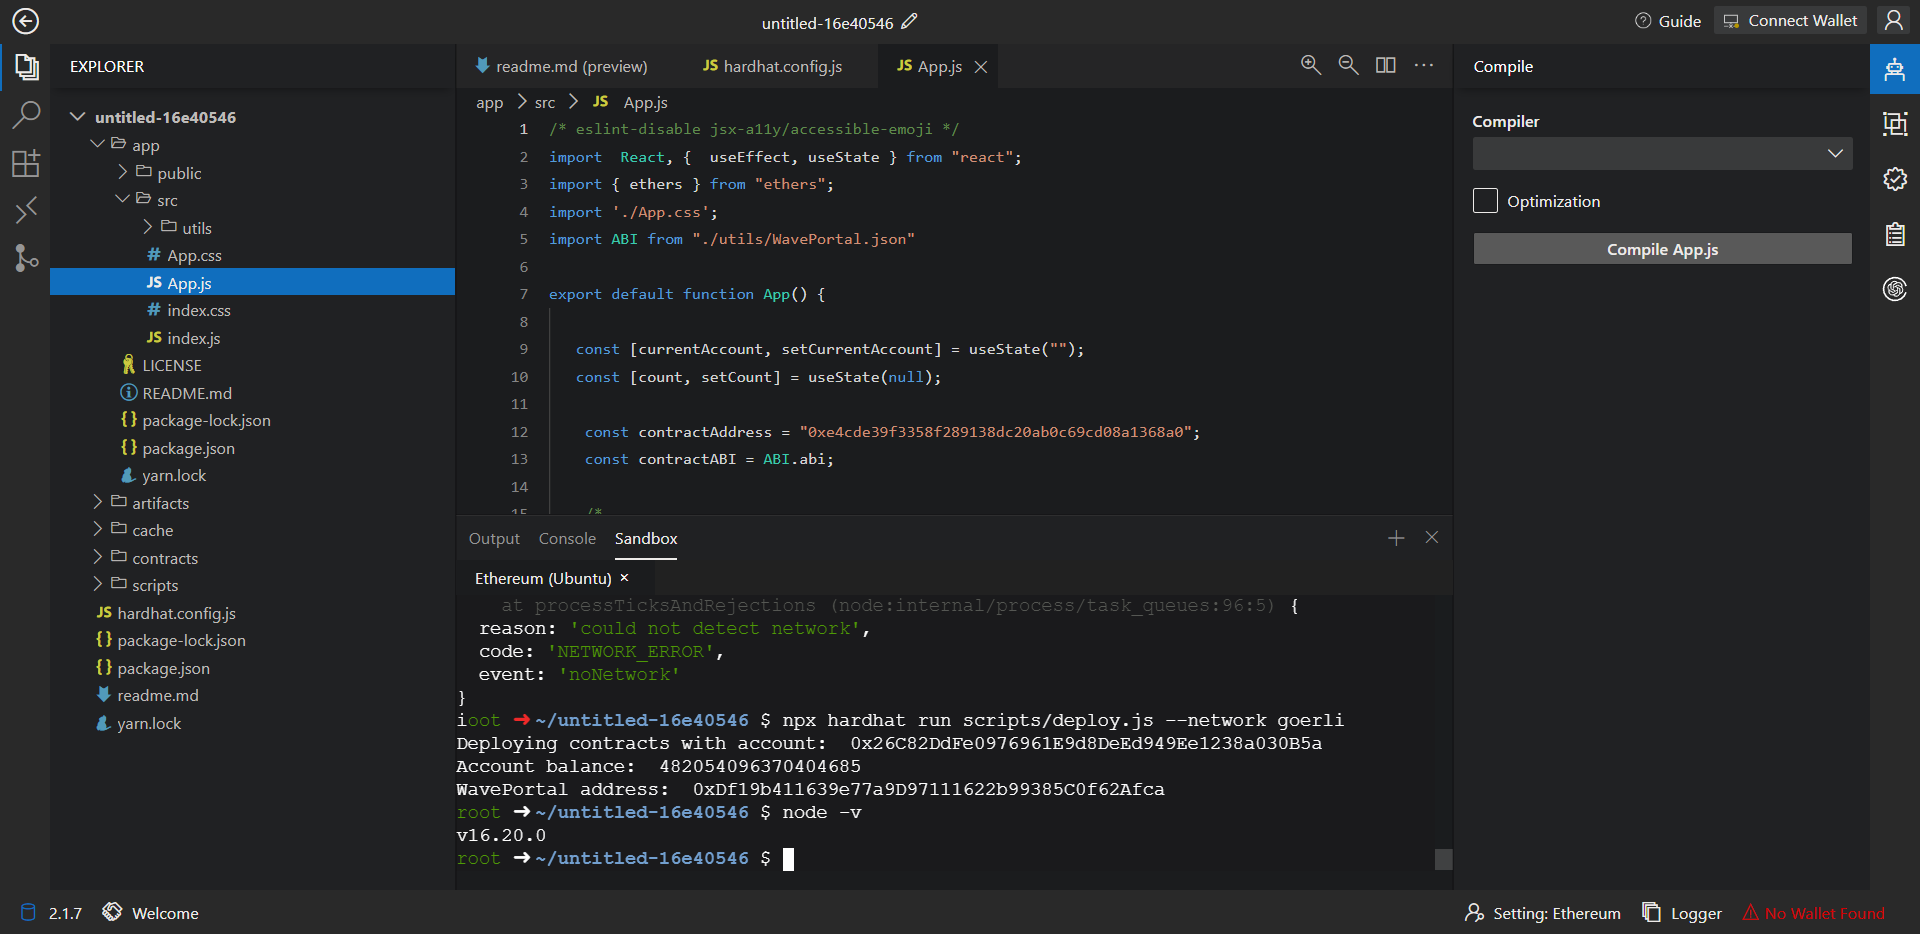 untitled-16e40546
Guide
Connect Wallet
EXPLORER
untitled-16e40546
app
public
src
utils
# App.css
JS App.js
# index.css
JS index.js
LICENSE
README.md
{} package-lock.json
{} package.json
yarn.lock
artifacts
cache
contracts
scripts
JS hardhat.config.js
{} package-lock.json
{} package.json
readme.md
yarn.lock
readme.md (preview)
JS hardhat.config.js
JS App.js
app > src > JS App.js
1 /* eslint-disable jsx-a11y/accessible-emoji */
2 import  React, {  useEffect, useState } from "react";
3 import { ethers } from "ethers";
4 import './App.css';
5 import ABI from "./utils/WavePortal.json"
6
7 export default function App() {
8
9 const [currentAccount, setCurrentAccount] = useState("");
10 const [count, setCount] = useState(null);
11
12 const contractAddress = "0xe4cde39f3358f289138dc20ab0c69cd08a1368a0";
13 const contractABI = ABI.abi;
14
15 /*
Output Console Sandbox
Ethereum (Ubuntu) ×
at processTicksAndRejections (node:internal/process/task_queues:96:5) {
reason: 'could not detect network',
code: 'NETWORK_ERROR',
event: 'noNetwork'
}
ioot ➜ ~/untitled-16e40546 $ npx hardhat run scripts/deploy.js --network goerli
Deploying contracts with account:  0x26C82DdFe0976961E9d8DeEd949Ee1238a030B5a
Account balance:  482054096370404685
WavePortal address:  0xDf19b411639e77a9D97111622b99385C0f62Afca
root ➜ ~/untitled-16e40546 $ node -v
v16.20.0
root ➜ ~/untitled-16e40546 $
Compile
Compiler
Optimization
Compile App.js
2.1.7
Welcome
Setting: Ethereum
Logger
No Wallet Found